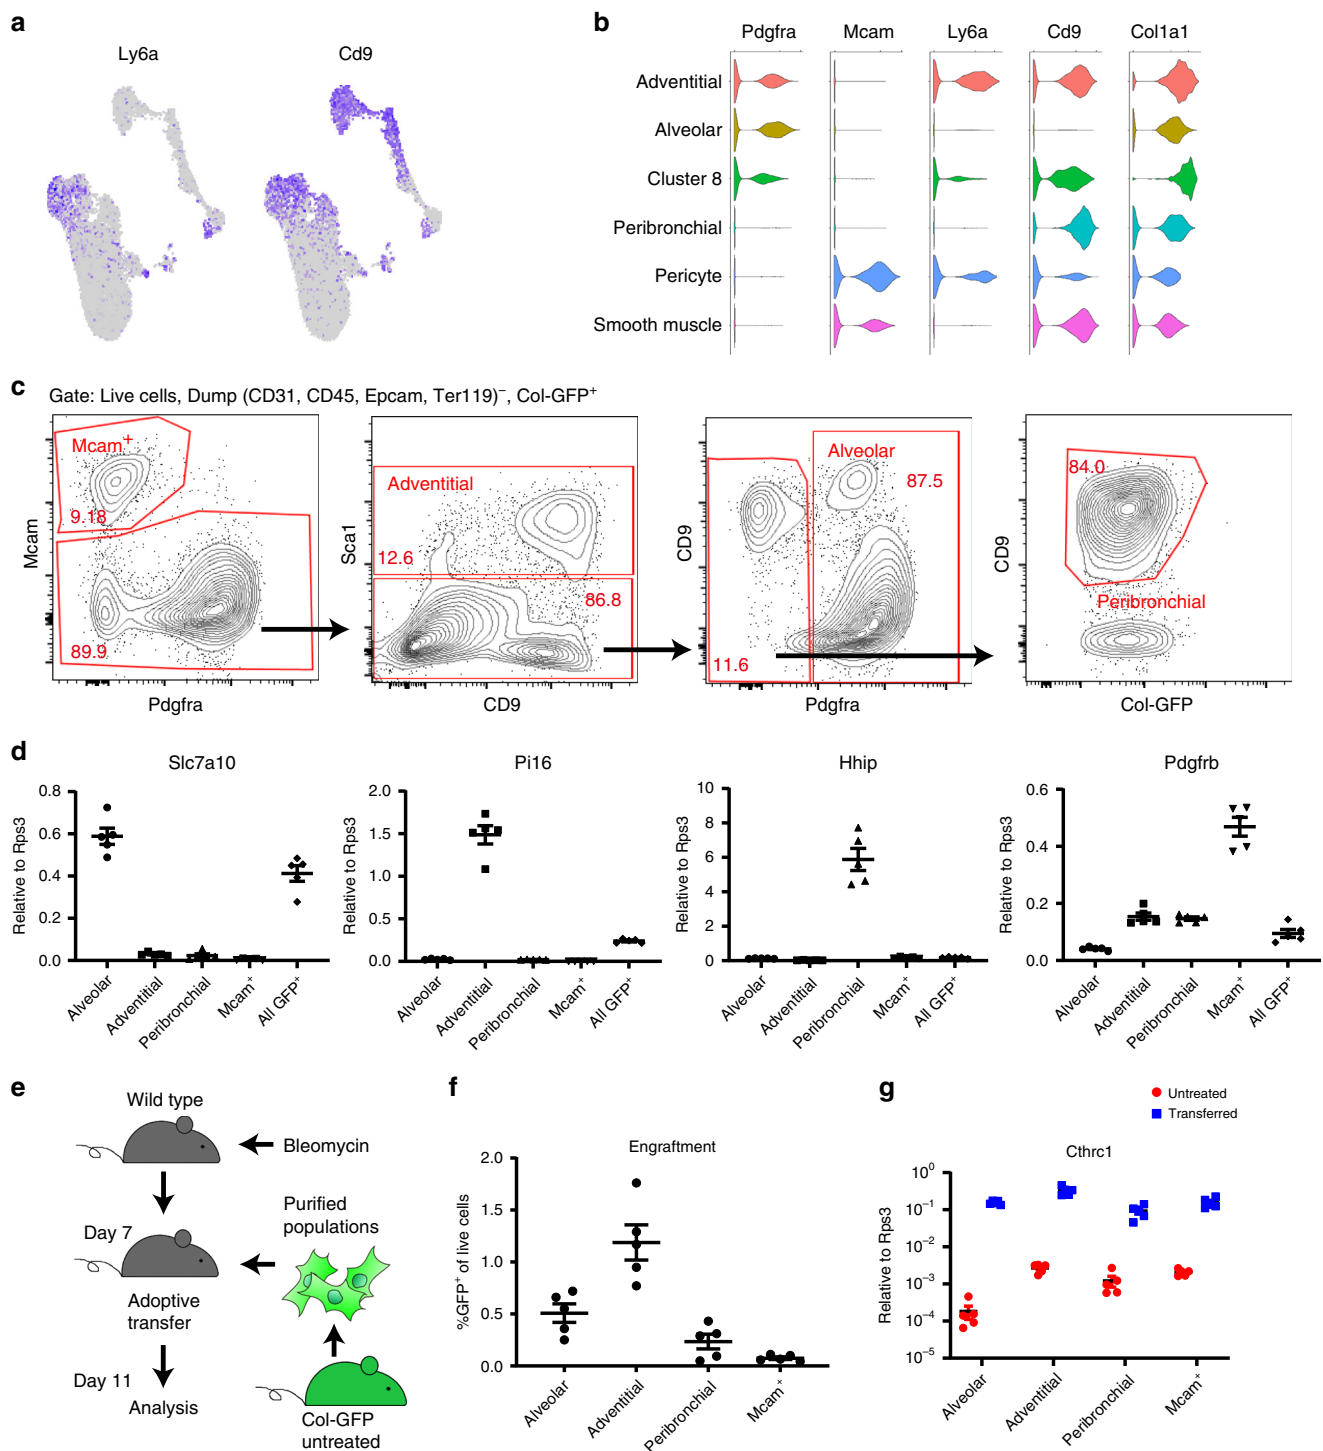 a
Ly6a
Cd9
b
Pdgfra Mcam Ly6a Cd9 Col1a1
Adventitial
Alveolar
Cluster 8
Peribronchial
Pericyte
Smooth muscle
c
Gate: Live cells, Dump (CD31, CD45, Epcam, Ter119)⁻, Col-GFP⁺
Mcam⁺
9.18
89.9
Mcam
Pdgfra
Adventitial
12.6
86.8
Sca1
CD9
Alveolar
87.5
11.6
CD9
Pdgfra
84.0
Peribronchial
CD9
Col-GFP
d
Slc7a10
Relative to Rps3
0.8
0.6
0.4
0.2
0.0
Alveolar
Adventitial
Peribronchial
Mcam⁺
All GFP⁺
Pi16
Relative to Rps3
2.0
1.5
1.0
0.5
0.0
Alveolar
Adventitial
Peribronchial
Mcam⁺
All GFP⁺
Hhip
Relative to Rps3
10
8
6
4
2
0
Alveolar
Adventitial
Peribronchial
Mcam⁺
All GFP⁺
Pdgfrb
Relative to Rps3
0.6
0.4
0.2
0.0
Alveolar
Adventitial
Peribronchial
Mcam⁺
All GFP⁺
e
Wild type
Bleomycin
Day 7
Purified
populations
Adoptive
transfer
Day 11
Analysis
Col-GFP
untreated
f
Engraftment
%GFP⁺ of live cells
2.0
1.5
1.0
0.5
0.0
Alveolar
Adventitial
Peribronchial
Mcam⁺
g
Untreated
Transferred
Cthrc1
Relative to Rps3
10⁰
10⁻¹
10⁻²
10⁻³
10⁻⁴
10⁻⁵
Alveolar
Adventitial
Peribronchial
Mcam⁺